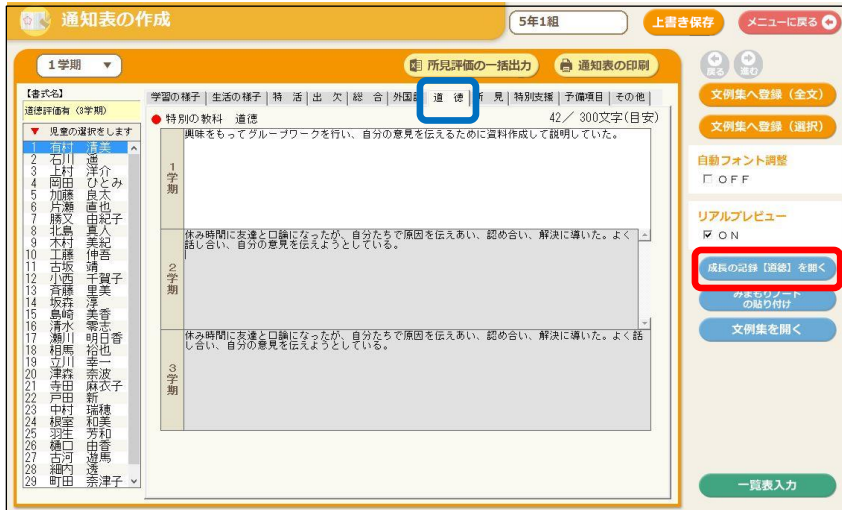 通知表の作成
5年1組
上書き保存
メニューに戻る
1学期 ▼
所見評価の一括出力
通知表の印刷
戻る
進む
【書式名】
道徳評価有（3学期）
▼ 児童の選択をします
1 有村 清美
2 石川 遥
3 上村 洋介
4 岡田 ひとみ
5 加藤 良太
6 片瀬 直也
7 勝又 由紀子
8 北島 真人
9 木村 美紀
10 工藤 伸吾
11 古坂 靖
12 小西 千賀子
13 斉藤 里美
14 坂森 淳
15 島崎 美香
16 清水 零志
17 瀬川 明日香
18 相馬 裕也
19 立川 幸一
20 津森 奈波
21 寺田 麻衣子
22 戸田 新
23 中村 瑞穂
24 根室 和美
25 羽生 芳和
26 樋口 由香
27 古河 遊馬
28 細内 透
29 町田 奈津子
学習の様子 生活の様子 特 活 出 欠 総 合 外国語 道 徳 所 見 特別支援 予備項目 その他
● 特別の教科 道徳
42／ 300文字(目安)
1学期
興味をもってグループワークを行い、自分の意見を伝えるために資料作成して説明していた。
2学期
休み時間に友達と口論になったが、自分たちで原因を伝えあい、認め合い、解決に導いた。よく
話し合い、自分の意見を伝えようとしている。
3学期
休み時間に友達と口論になったが、自分たちで原因を伝えあい、認め合い、解決に導いた。よく話
し合い、自分の意見を伝えようとしている。
文例集へ登録（全文）
文例集へ登録（選択）
自動フォント調整
OFF
リアルプレビュー
ON
成長の記録【道徳】を開く
みまもりノート
の貼り付け
文例集を開く
一覧表入力